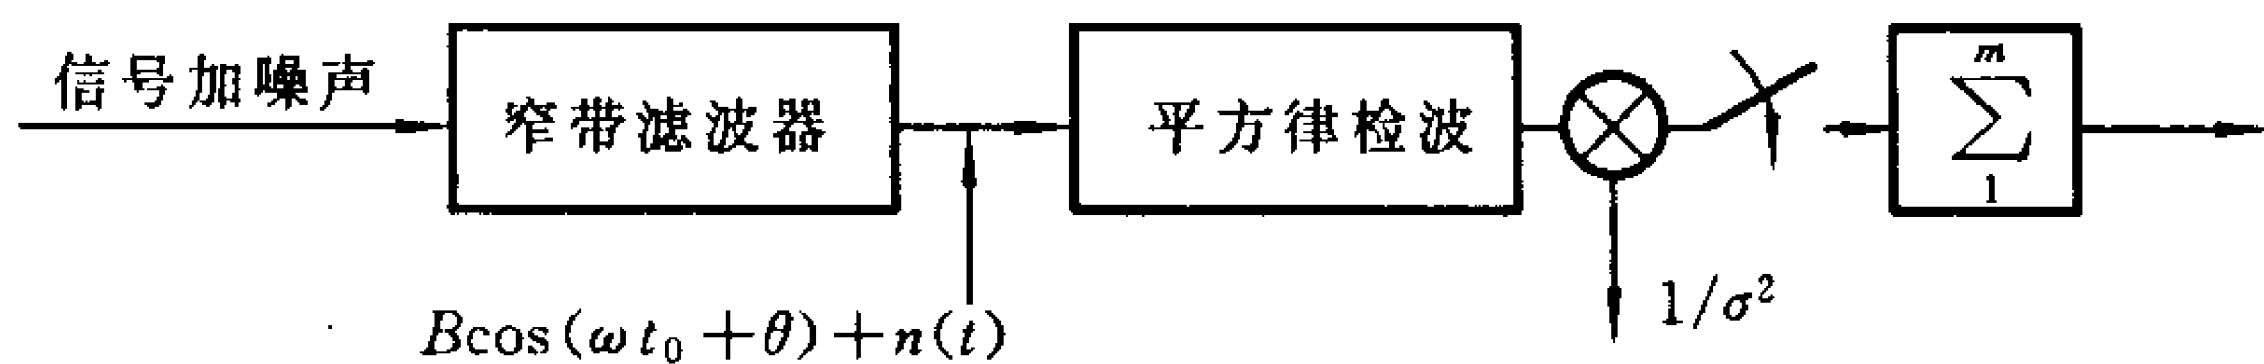 信号加噪声
窄带滤波器
平方律检波
m
∑
1
1/σ²
Bcos(ωt₀+θ)+n(t)